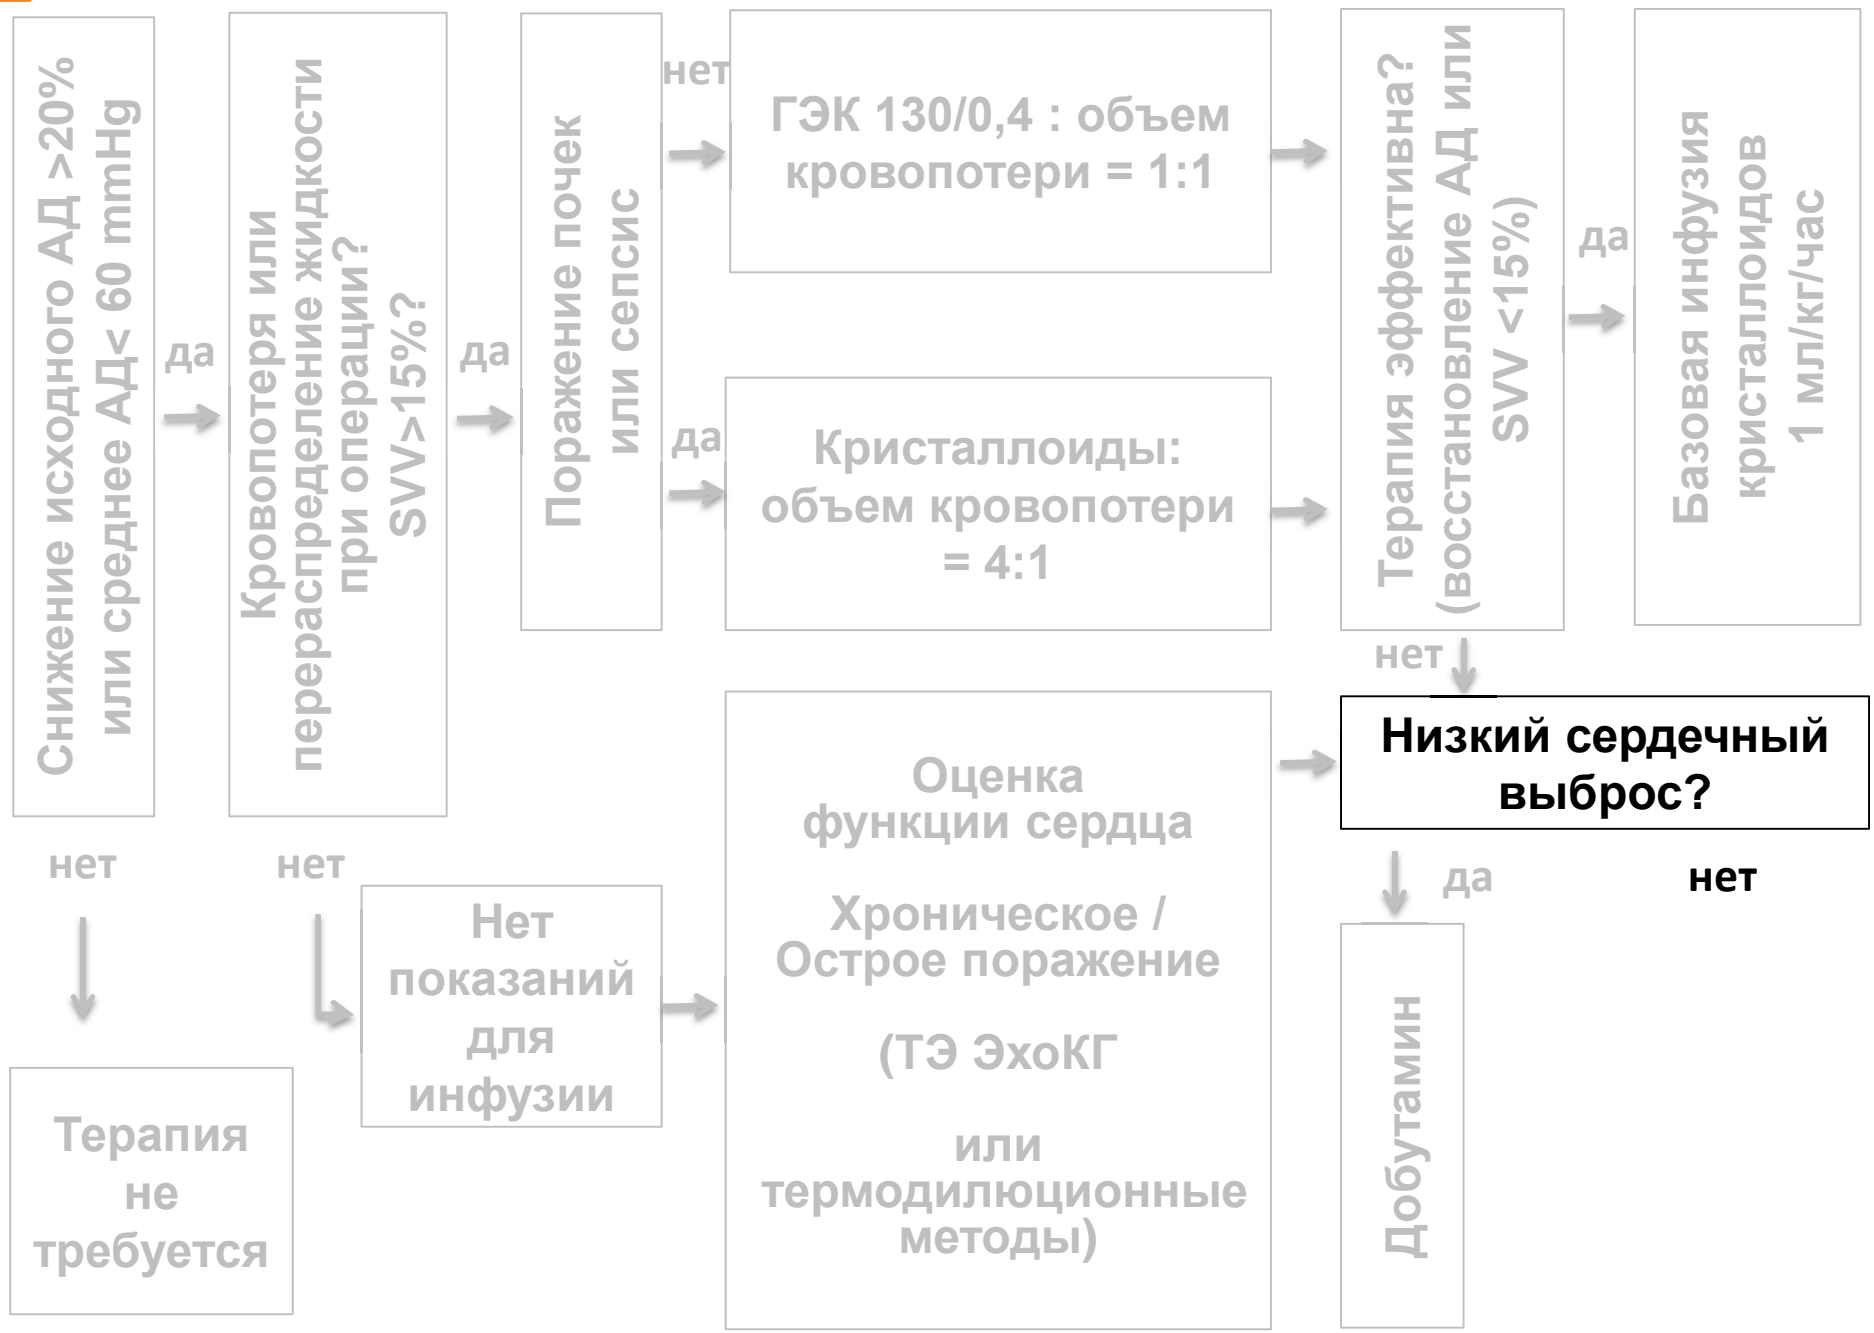 Снижение исходного АД >20%
или среднее АД< 60 mmHg
да
нет
Терапия
не
требуется
Кровопотеря или
перераспределение жидкости
при операции?
SVV>15%?
да
нет
Нет
показаний
для
инфузии
Поражение почек
или сепсис
нет
ГЭК 130/0,4 : объем
кровопотери = 1:1
да
Кристаллоиды:
объем кровопотери
= 4:1
Оценка
функции сердца
Хроническое /
Острое поражение
(ТЭ ЭхоКГ
или
термодилюционные
методы)
Терапия эффективна?
(восстановление АД или
SVV <15%)
да
Базовая инфузия
кристаллоидов
1 мл/кг/час
нет
Низкий сердечный
выброс?
да
нет
Добутамин